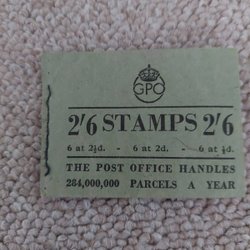 GPO
2'6 STAMPS 2'6
6 at 2½d. - 6 at 2d. - 6 at ½d.
THE POST OFFICE HANDLES
284,000,000 PARCELS A YEAR